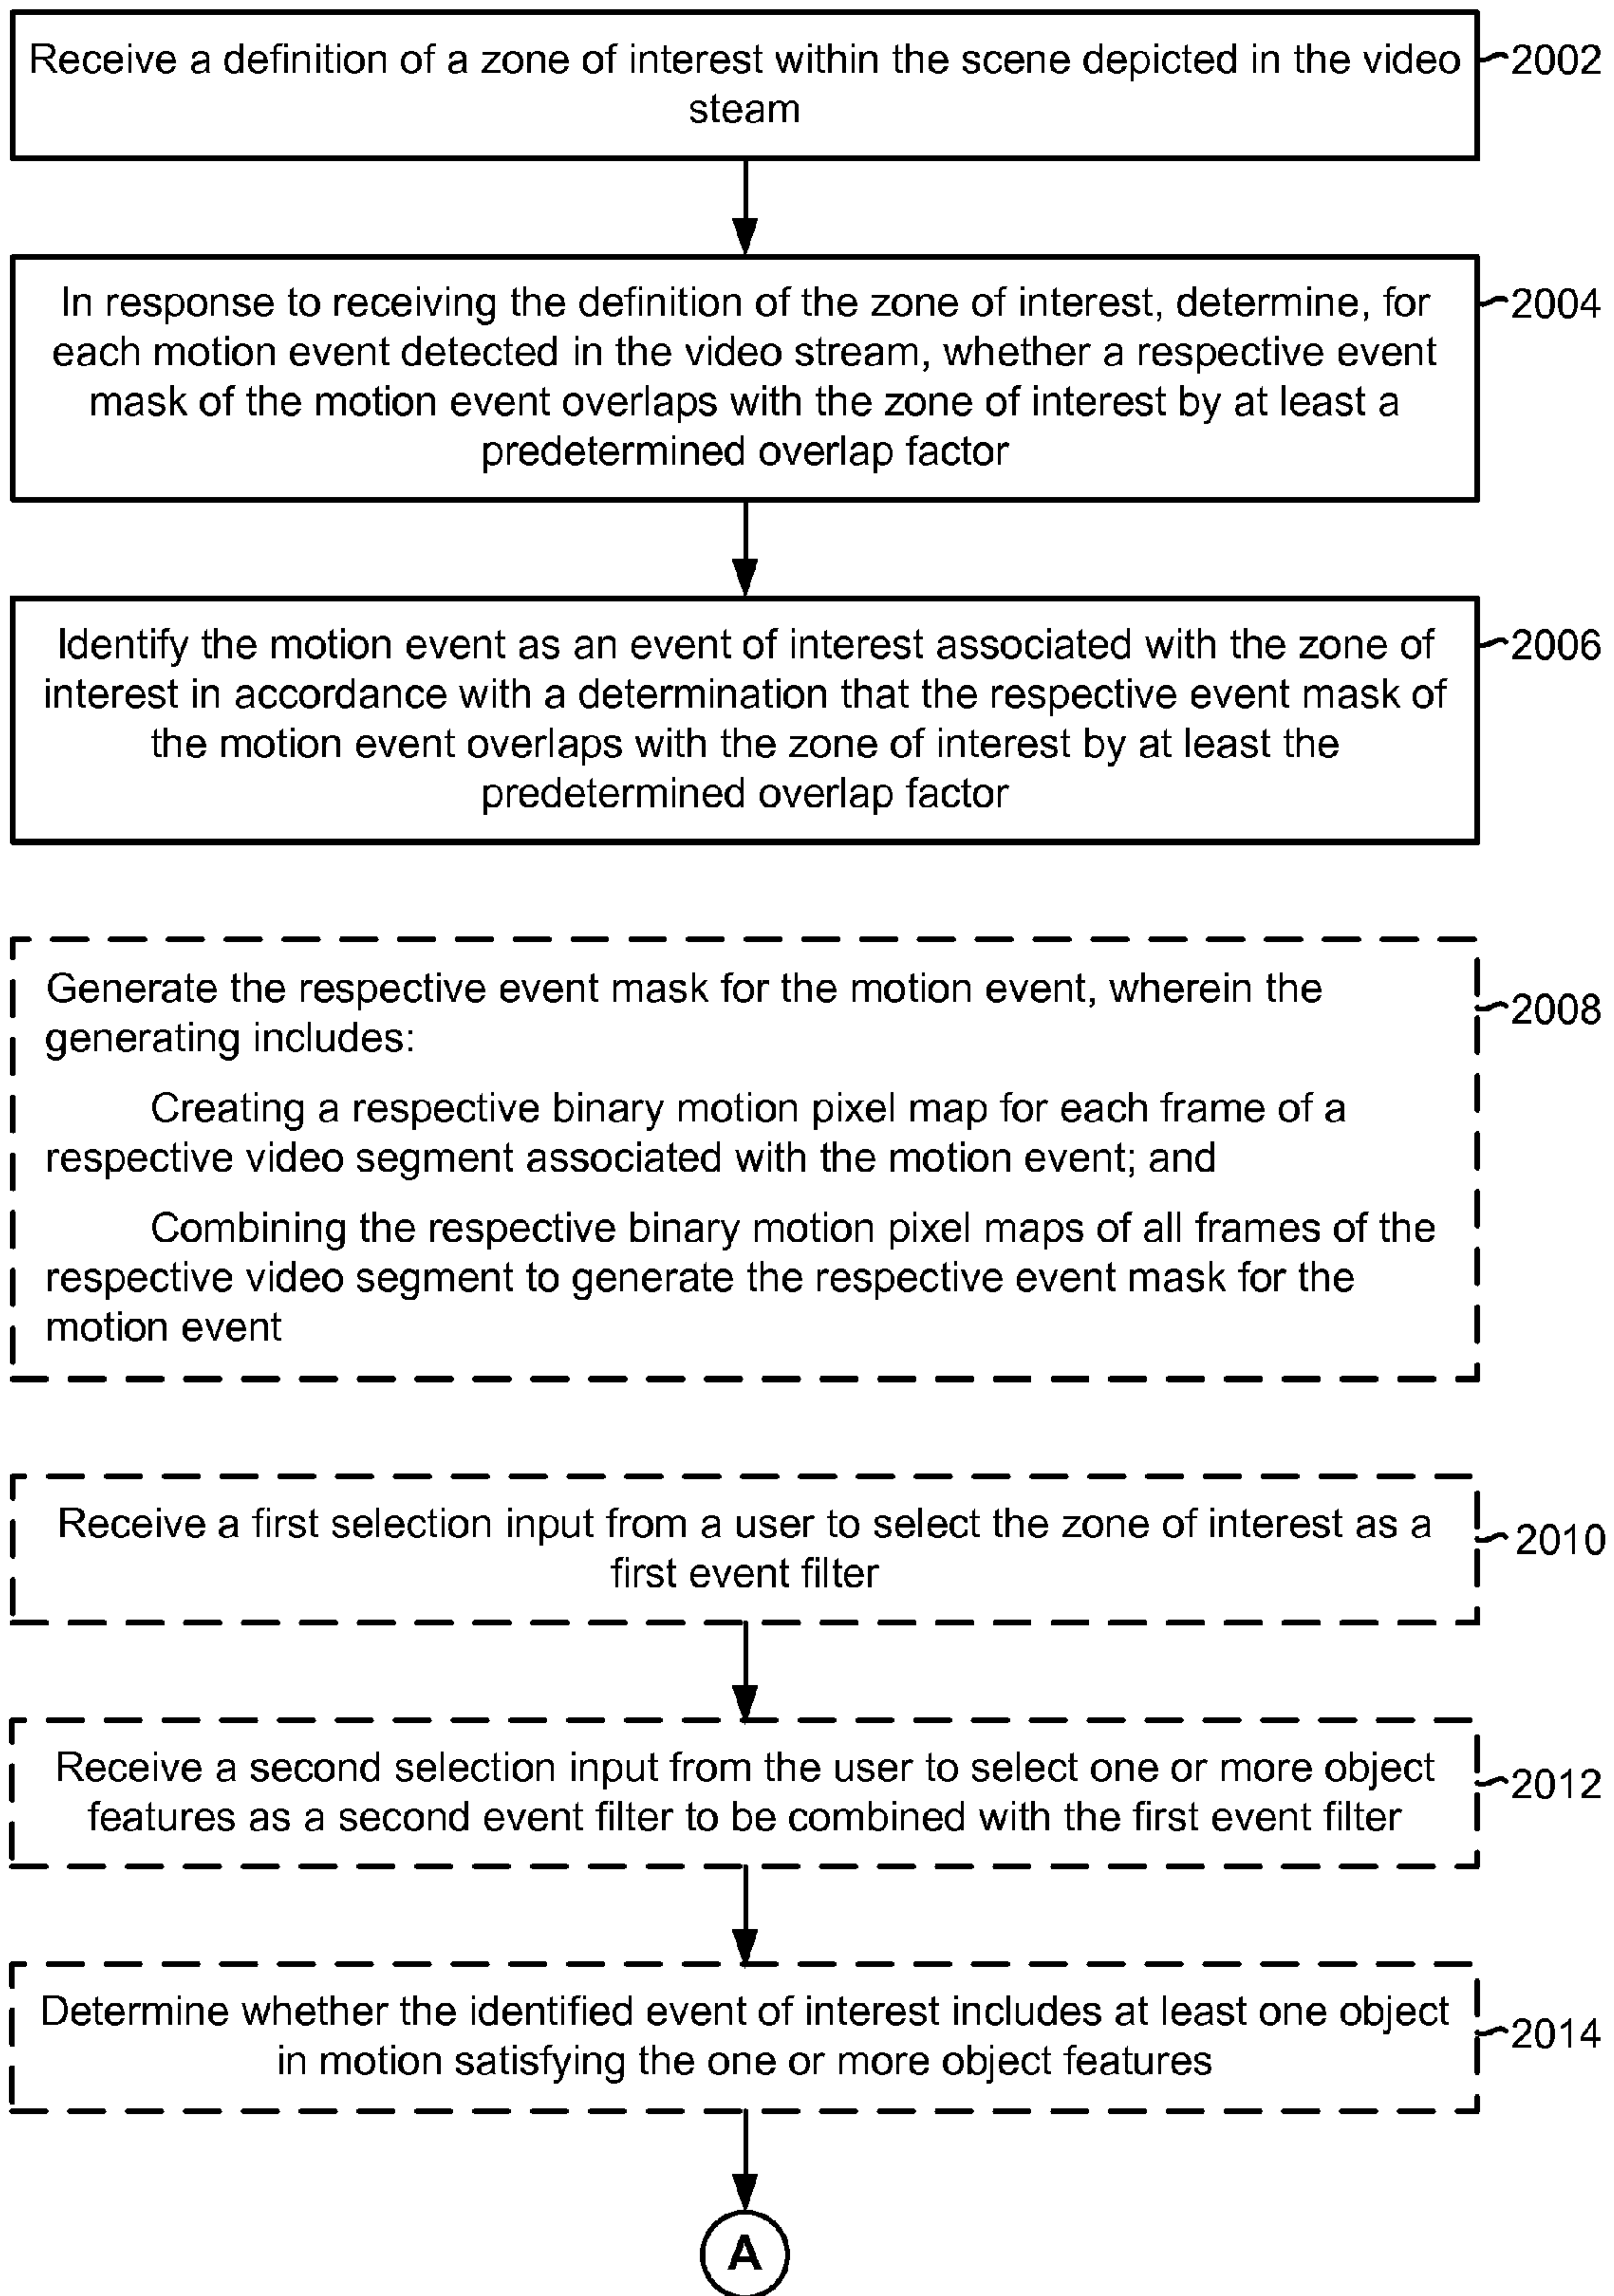 Receive a definition of a zone of interest within the scene depicted in the video
steam
2002
In response to receiving the definition of the zone of interest, determine, for
each motion event detected in the video stream, whether a respective event
mask of the motion event overlaps with the zone of interest by at least a
predetermined overlap factor
2004
Identify the motion event as an event of interest associated with the zone of
interest in accordance with a determination that the respective event mask of
the motion event overlaps with the zone of interest by at least the
predetermined overlap factor
2006
Generate the respective event mask for the motion event, wherein the
generating includes:
Creating a respective binary motion pixel map for each frame of a
respective video segment associated with the motion event; and
Combining the respective binary motion pixel maps of all frames of the
respective video segment to generate the respective event mask for the
motion event
2008
Receive a first selection input from a user to select the zone of interest as a
first event filter
2010
Receive a second selection input from the user to select one or more object
features as a second event filter to be combined with the first event filter
2012
Determine whether the identified event of interest includes at least one object
in motion satisfying the one or more object features
2014
A